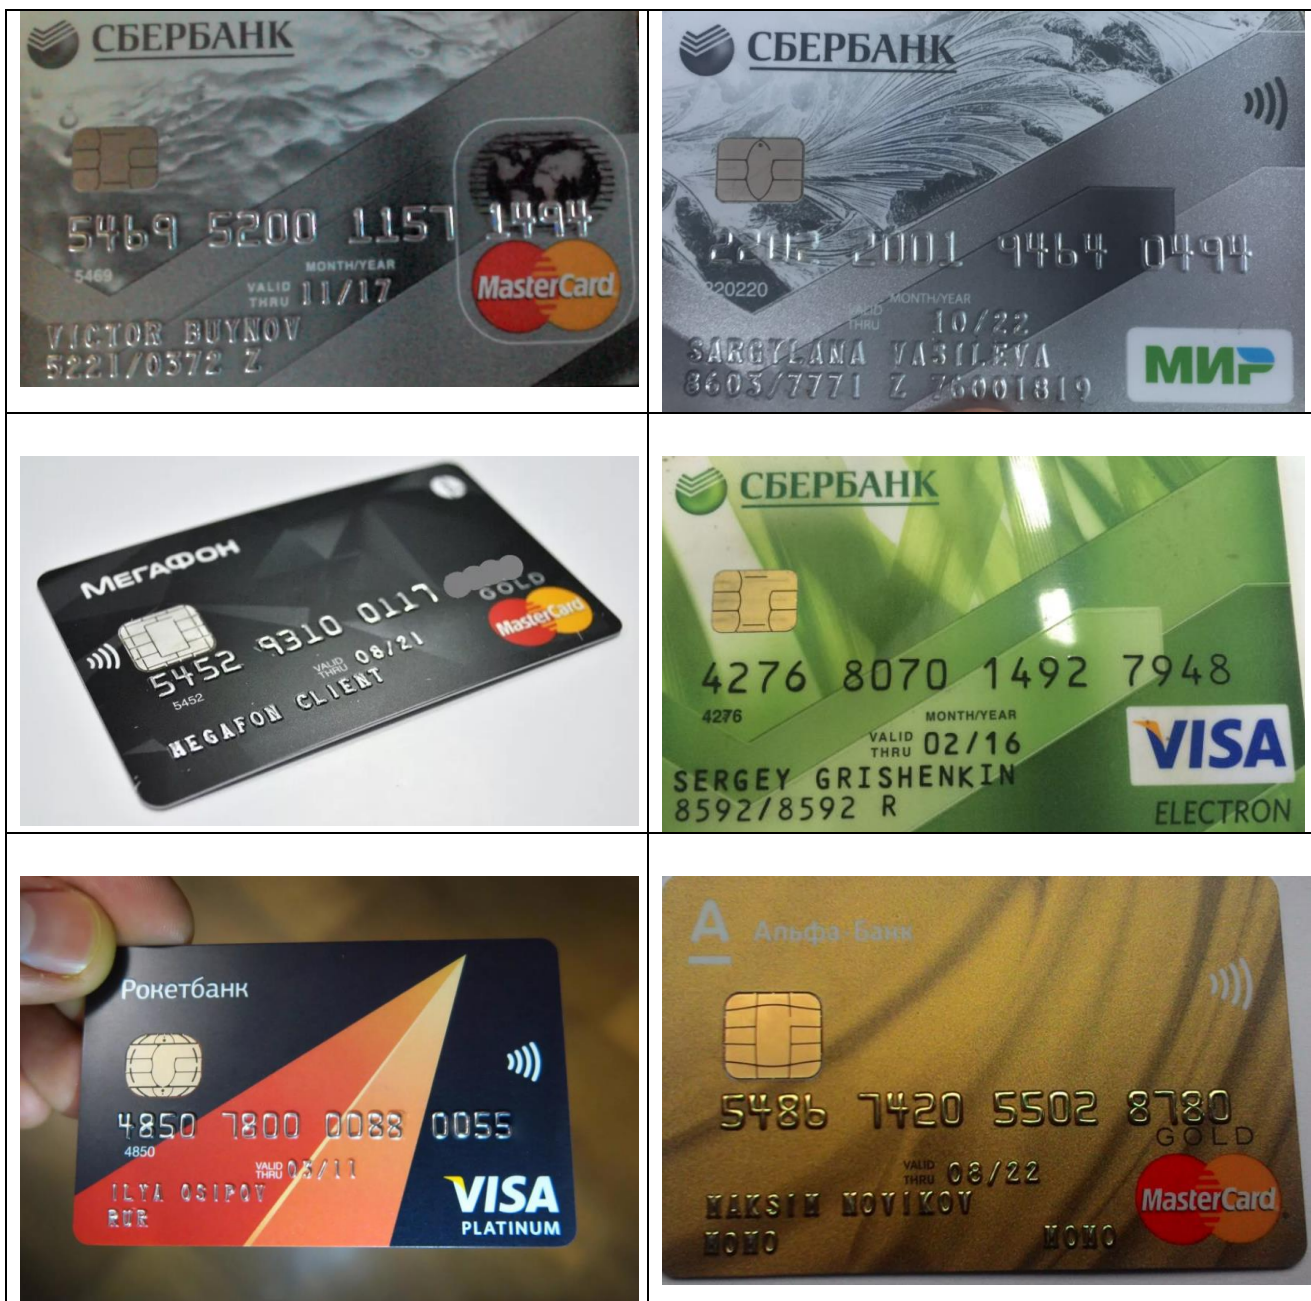 СБЕРБАНК
5469 5200 1157 1494
5469
MONTH/YEAR
VALID THRU 11/17
MasterCard
VICTOR BUYNOV
5221/0372 Z
СБЕРБАНК
2202 2001 9464 0494
220220
MONTH/YEAR
VALID THRU 10/22
SARGYLANA VASILEVA
8603/7771 Z 76001819
МИР
МЕГАФОН
5452 9310 0117
GOLD
5452
VALID THRU 08/21
MasterCard
MEGAFON CLIENT
СБЕРБАНК
4276 8070 1492 7948
4276
MONTH/YEAR
VALID THRU 02/16
SERGEY GRISHENKIN
8592/8592 R
VISA
ELECTRON
Рокетбанк
4850 7800 0088 0055
4850
VALID THRU
ILYA OSIPOV
RUR
VISA
PLATINUM
А Альфа-Банк
5486 7420 5502 8780
GOLD
VALID THRU 08/22
MAKSIM NOVIKOV
MOMO MOMO
MasterCard